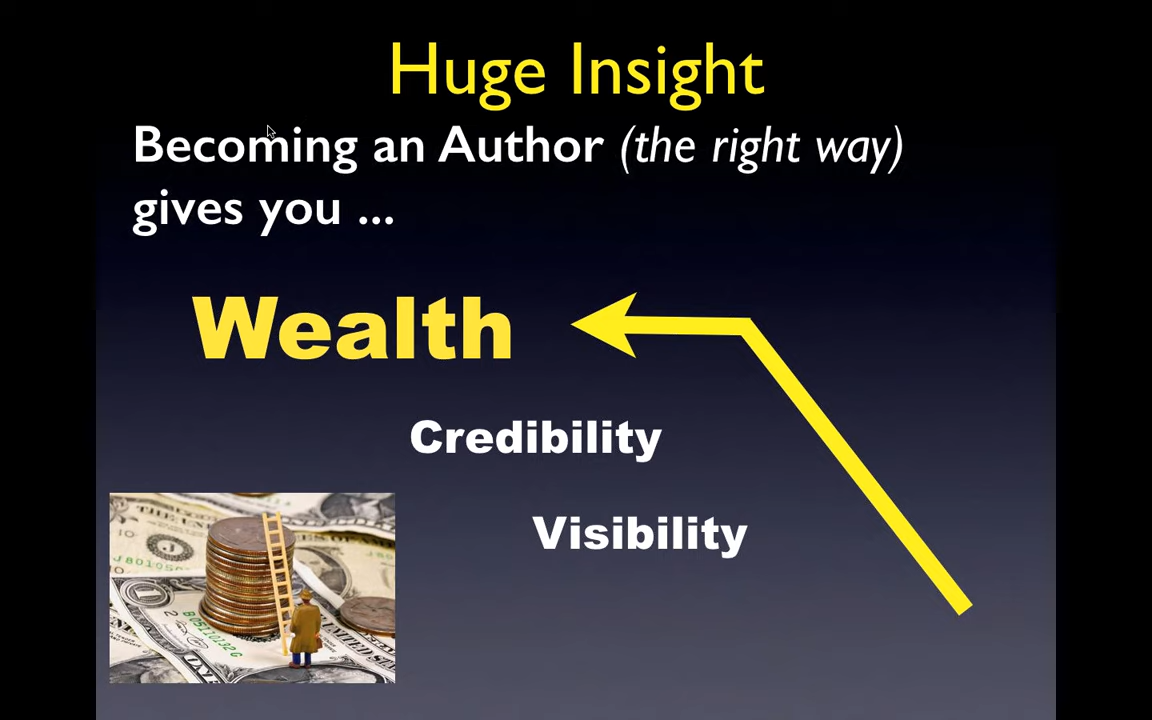 Huge Insight
Becoming an Author (the right way)
gives you ...
Wealth
Credibility
Visibility